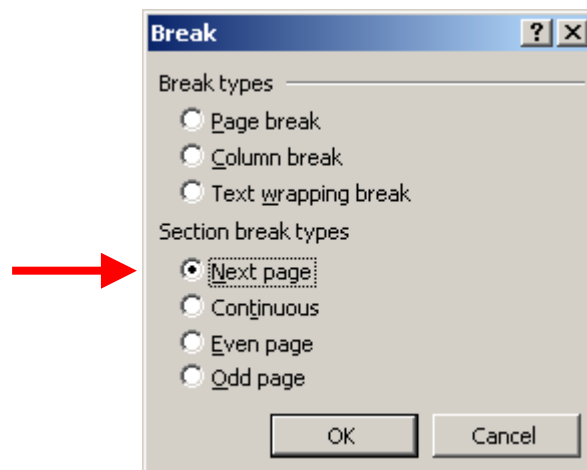 Break
Break types
Page break
Column break
Text wrapping break
Section break types
Next page
Continuous
Even page
Odd page
OK Cancel